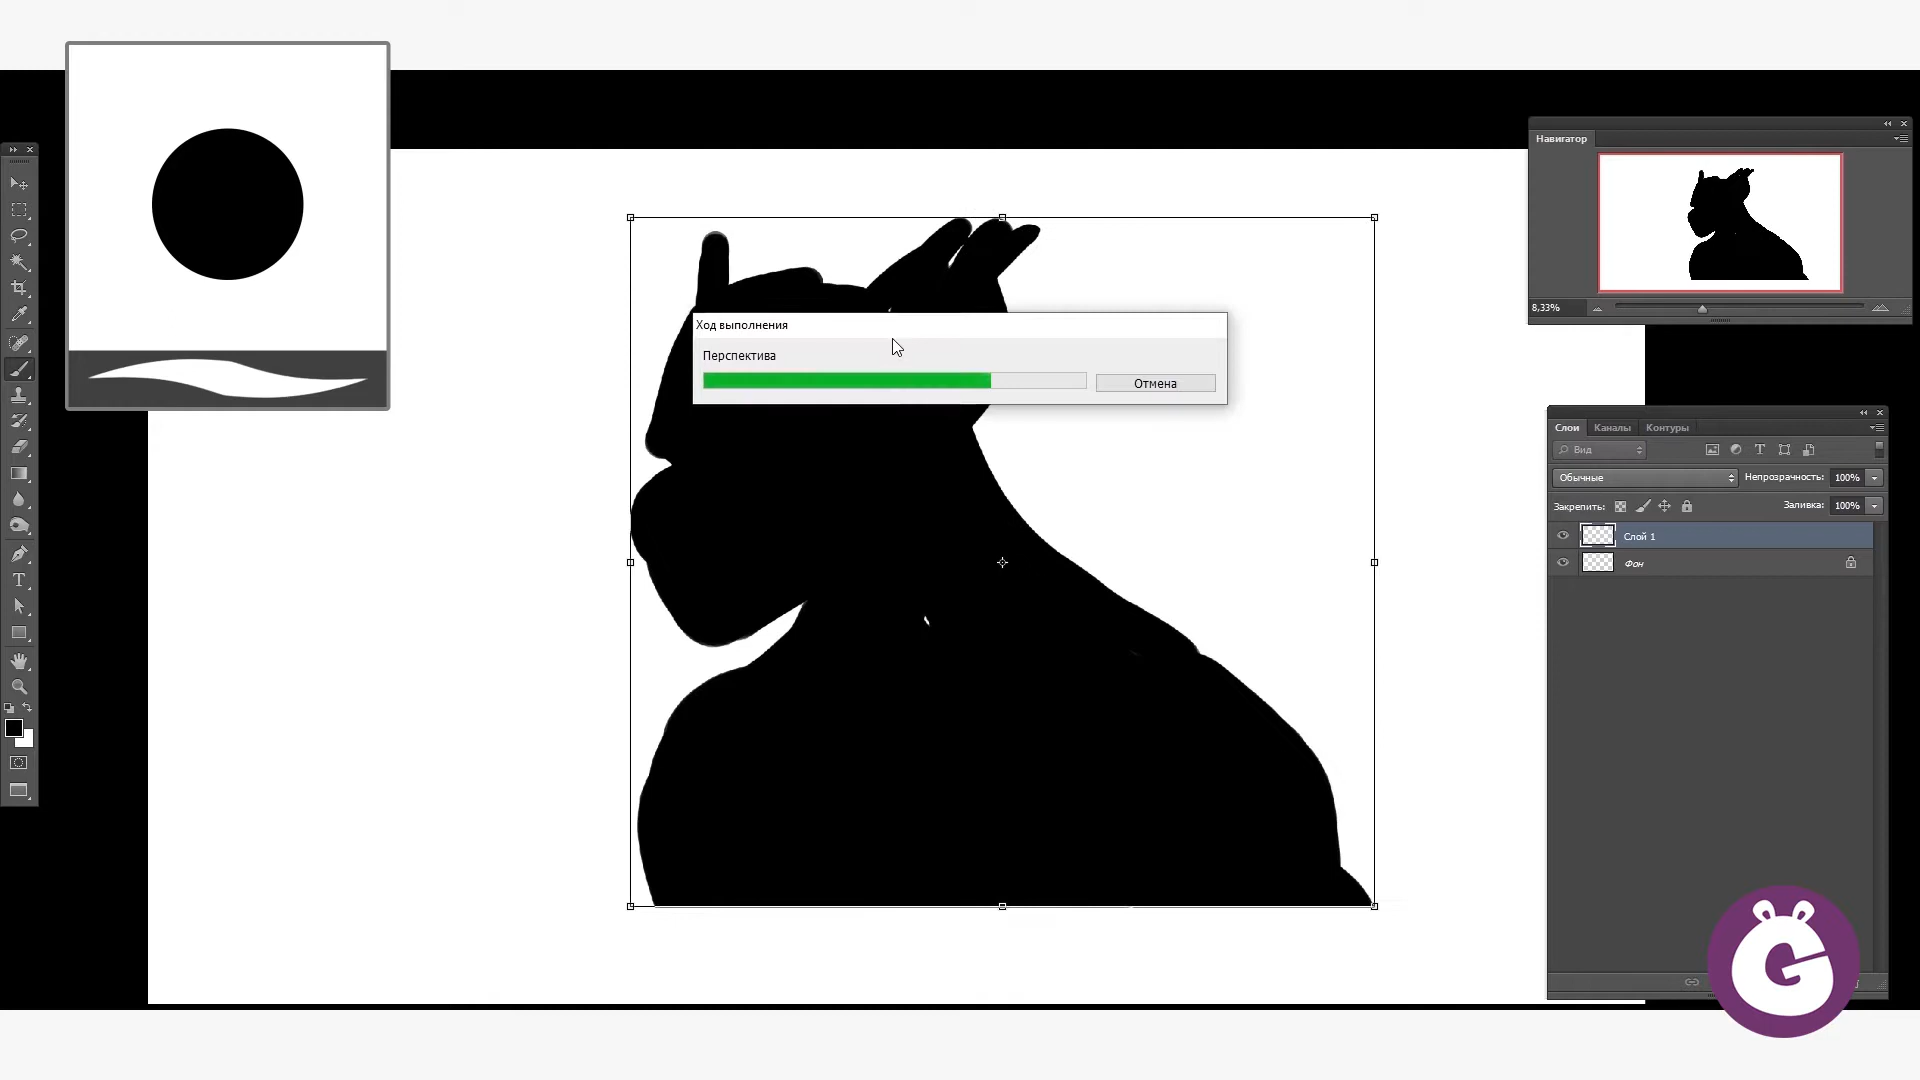 Навигатор
8,33%
Ход выполнения
Перспектива
Отмена
Слои Каналы Контуры
Вид
T
Обычные Непрозрачность: 100%
Закрепить: Заливка: 100%
Слой 1
Фон
T
G